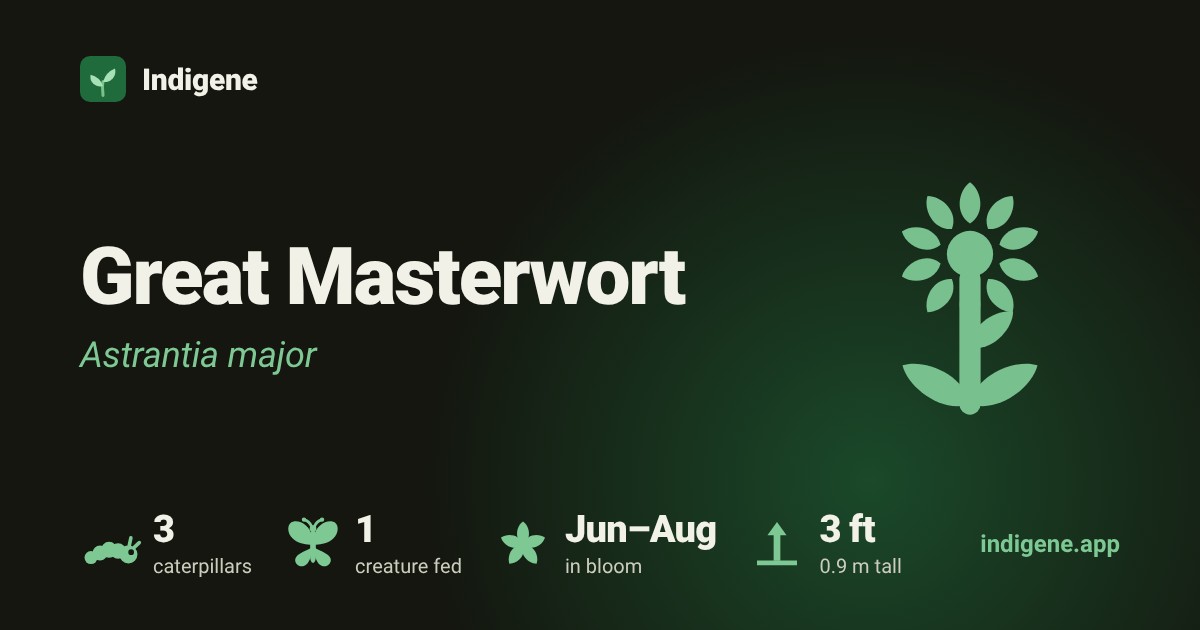 Indigene
Great Masterwort
Astrantia major
3
caterpillars
1
creature fed
Jun–Aug
in bloom
3 ft
0.9 m tall
indigene.app